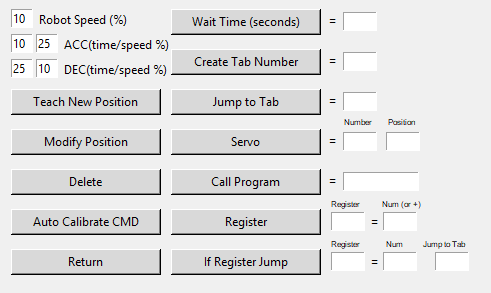 10 Robot Speed (%) Wait Time (seconds) =
10 25 ACC(time/speed %)
Create Tab Number =
25 10 DEC(time/speed %)
Teach New Position Jump to Tab =
Number Position
Modify Position Servo =
Delete Call Program =
Register Num (or +)
Auto Calibrate CMD Register =
Register Num Jump to Tab
Return If Register Jump =